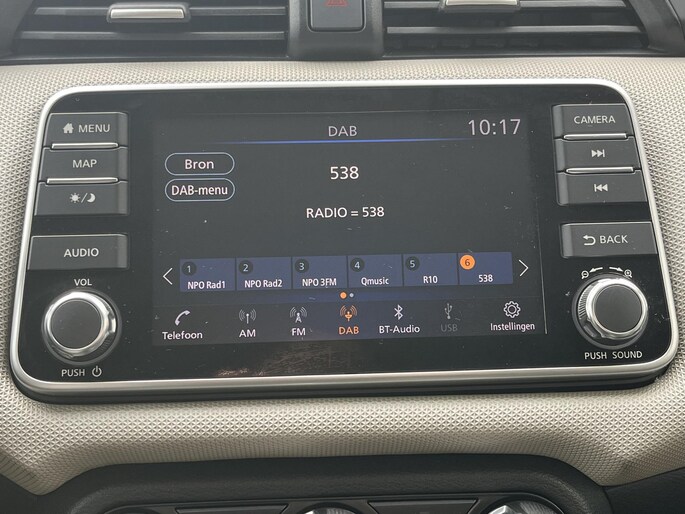 MENU
MAP
AUDIO
VOL
PUSH
DAB
10:17
Bron
538
DAB-menu
RADIO = 538
1
NPO Rad1
2
NPO Rad2
3
NPO 3FM
4
Qmusic
5
R10
6
538
Telefoon
AM
FM
DAB
BT-Audio
USB
Instellingen
CAMERA
BACK
PUSH SOUND